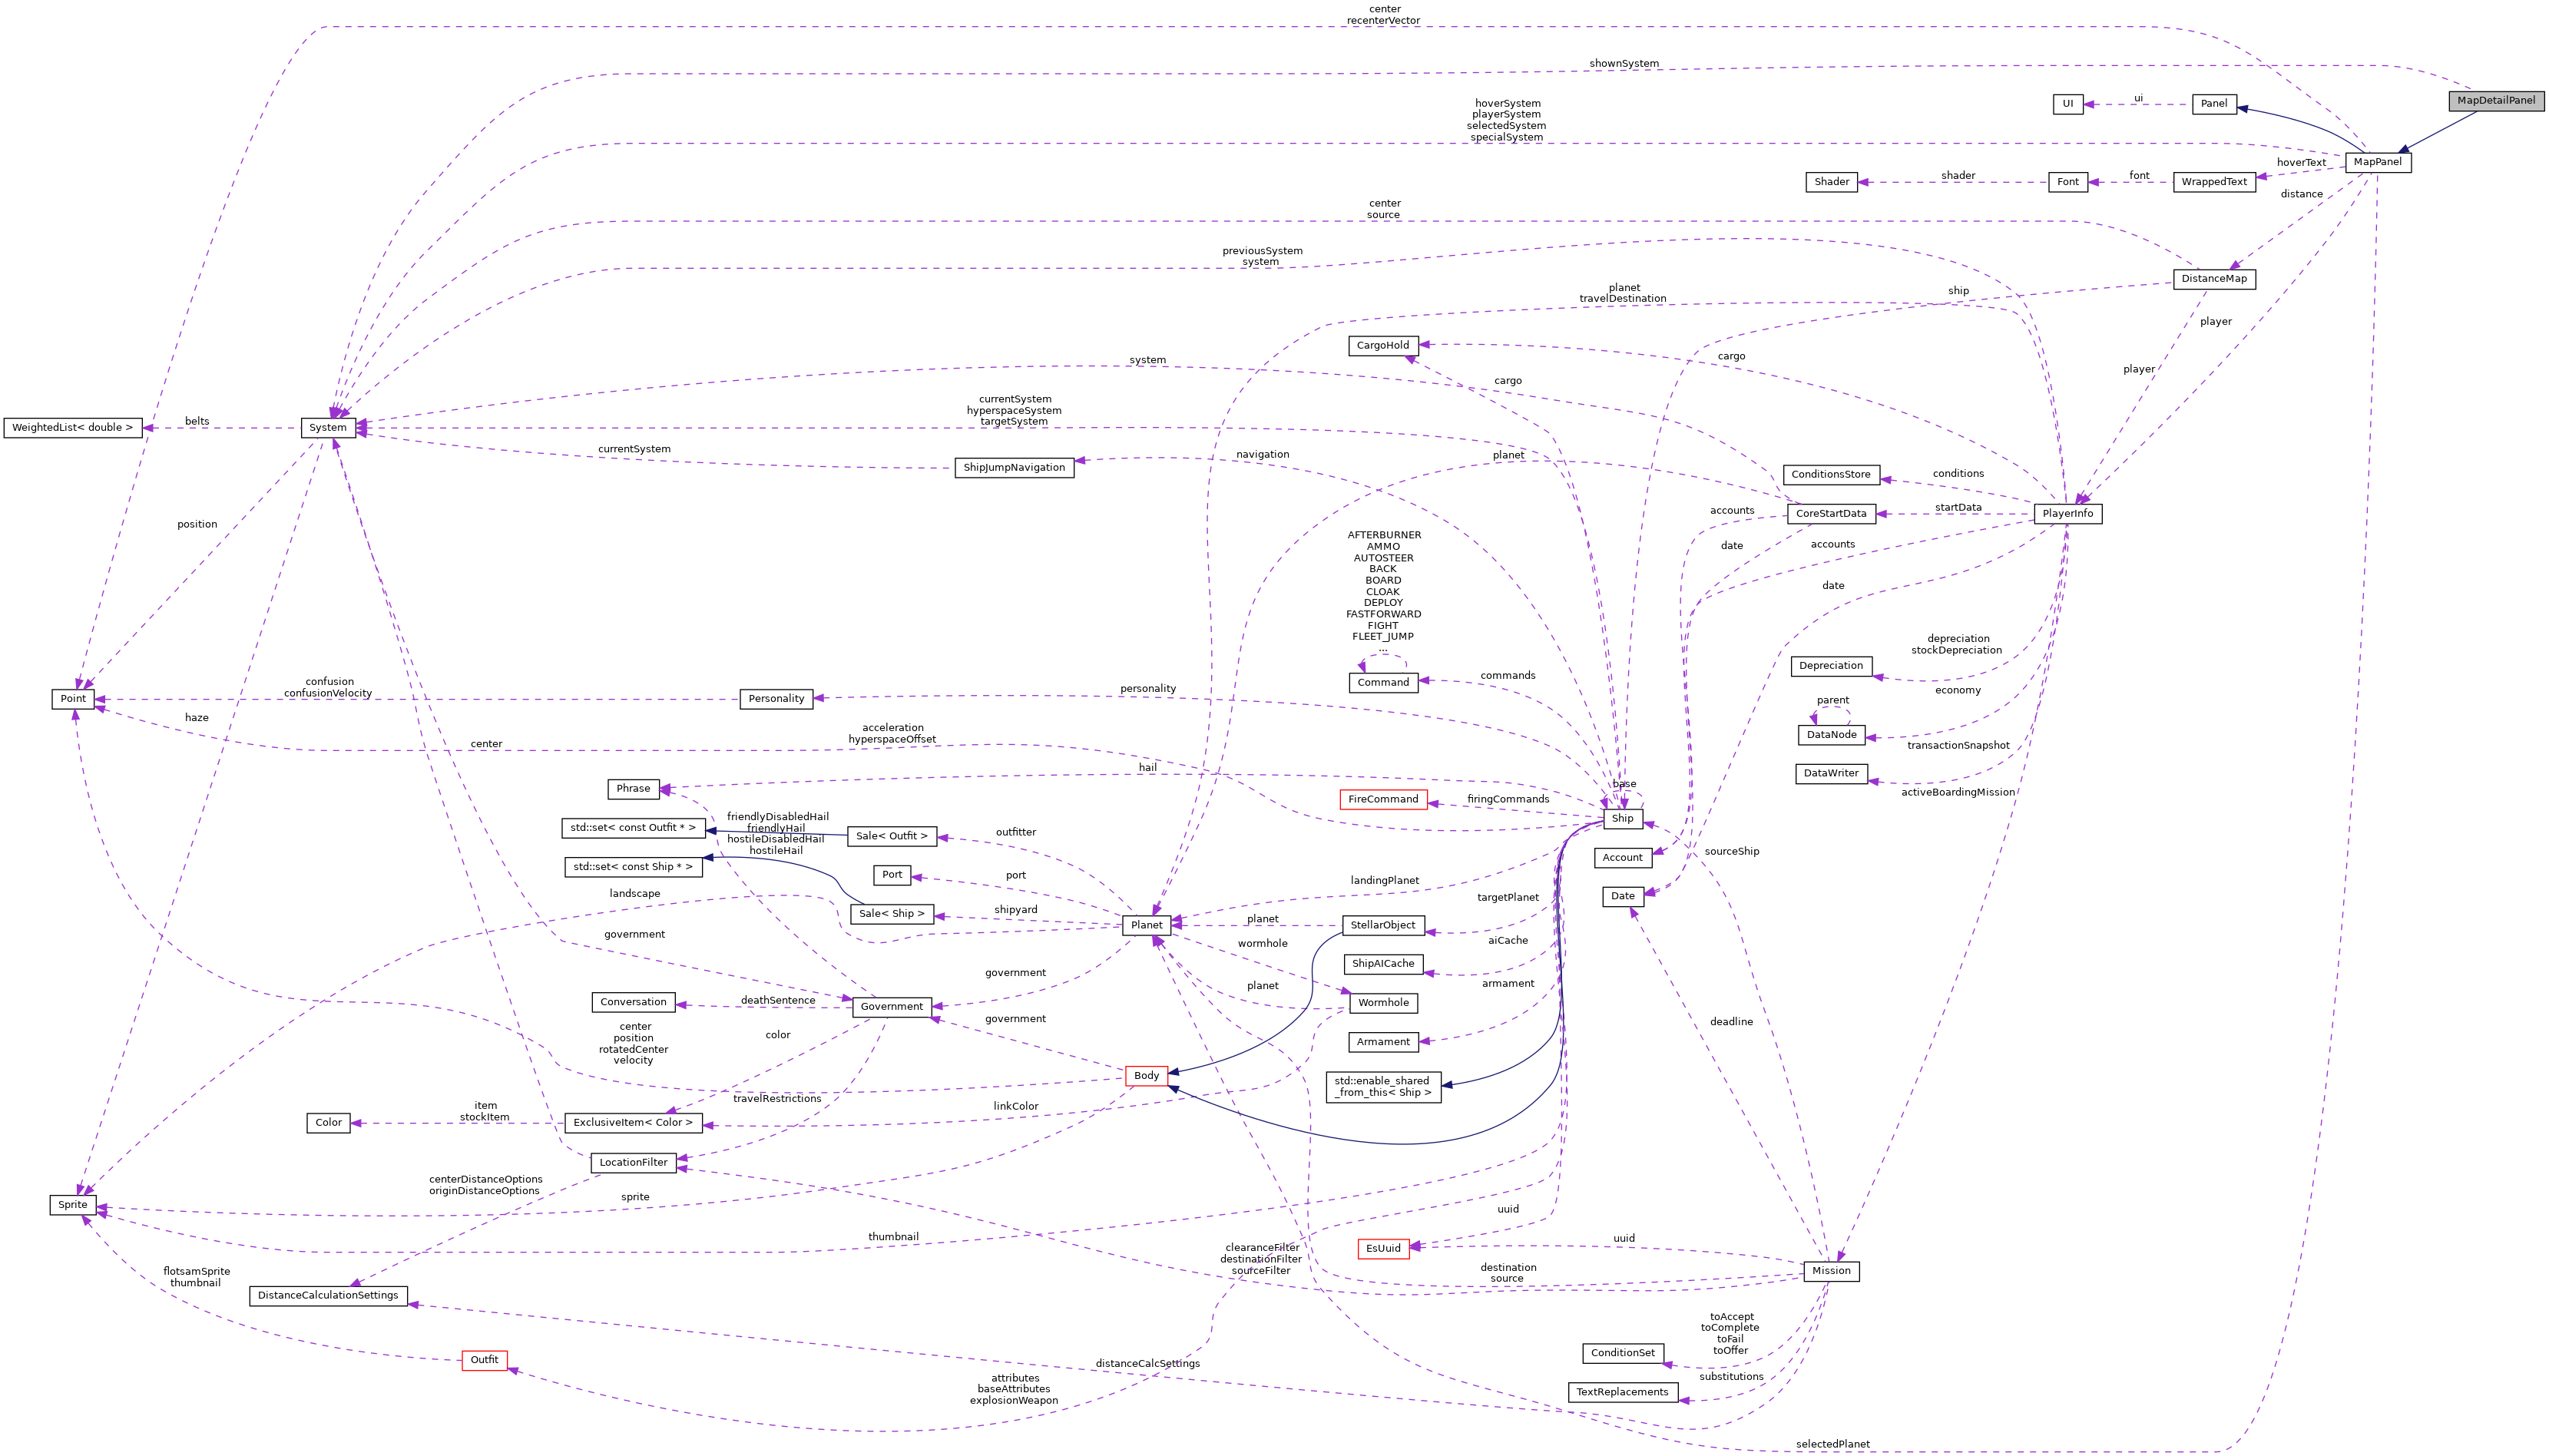 center
recenterVector
shownSystem
MapDetailPanel
UI
ui
Panel
hoverSystem
playerSystem
selectedSystem
specialSystem
MapPanel
hoverText
Shader
shader
Font
font
WrappedText
distance
center
source
previousSystem
system
DistanceMap
planet
travelDestination
ship
player
CargoHold
cargo
system
player
cargo
currentSystem
hyperspaceSystem
targetSystem
WeightedList< double >
belts
System
currentSystem
ShipJumpNavigation
navigation
planet
ConditionsStore
conditions
accounts
CoreStartData
startData
PlayerInfo
position
date
accounts
AFTERBURNER
AMMO
AUTOSTEER
BACK
BOARD
CLOAK
DEPLOY
FASTFORWARD
FIGHT
FLEET_JUMP
...
date
depreciation
stockDepreciation
Depreciation
Command
commands
economy
Point
confusion
confusionVelocity
Personality
personality
parent
DataNode
haze
center
acceleration
hyperspaceOffset
transactionSnapshot
DataWriter
hail
Phrase
base
activeBoardingMission
FireCommand
firingCommands
Ship
friendlyDisabledHail
friendlyHail
hostileDisabledHail
hostileHail
std::set< const Outfit * >
Sale< Outfit >
outfitter
std::set< const Ship * >
Account
sourceShip
Port
port
landingPlanet
landscape
Date
targetPlanet
Sale< Ship >
shipyard
Planet
planet
StellarObject
government
wormhole
aiCache
ShipAICache
government
planet
armament
Conversation
deathSentence
Government
Wormhole
government
deadline
center
position
rotatedCenter
velocity
color
Armament
Body
std::enable_shared
_from_this< Ship >
travelRestrictions
item
stockItem
linkColor
Color
ExclusiveItem< Color >
LocationFilter
centerDistanceOptions
originDistanceOptions
sprite
Sprite
uuid
thumbnail
uuid
EsUuid
clearanceFilter
destinationFilter
sourceFilter
destination
source
Mission
flotsamSprite
thumbnail
DistanceCalculationSettings
toAccept
toComplete
toFail
toOffer
ConditionSet
Outfit
distanceCalcSettings
substitutions
attributes
baseAttributes
explosionWeapon
TextReplacements
selectedPlanet